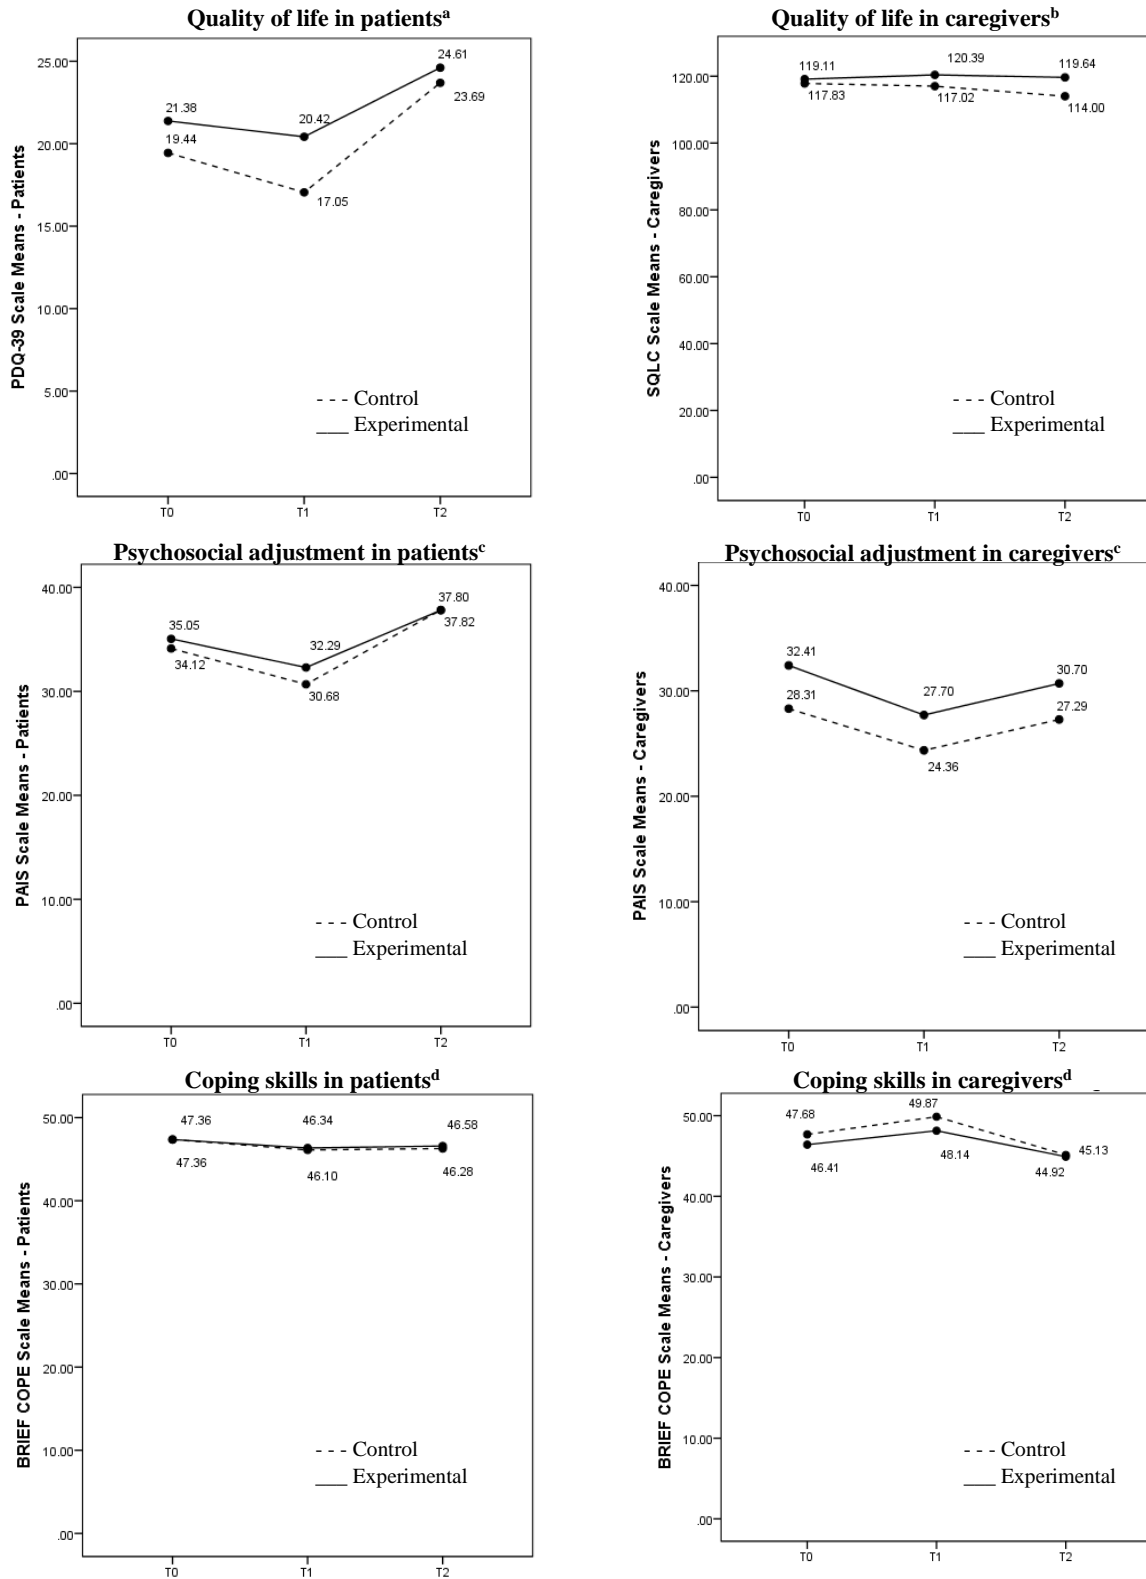 Quality of life in patientsᵃ
25.00
20.00
15.00
10.00
5.00
.00
PDQ-39 Scale Means - Patients
21.38
19.44
20.42
17.05
24.61
23.69
- - - Control
___ Experimental
T0 T1 T2
Quality of life in caregiversᵇ
120.00
100.00
80.00
60.00
40.00
20.00
.00
SQLC Scale Means - Caregivers
119.11
117.83
120.39
117.02
119.64
114.00
- - - Control
___ Experimental
T0 T1 T2
Psychosocial adjustment in patientsᶜ
40.00
30.00
20.00
10.00
.00
PAIS Scale Means - Patients
35.05
34.12
32.29
30.68
37.80
37.82
- - - Control
___ Experimental
T0 T1 T2
Psychosocial adjustment in caregiversᶜ
40.00
30.00
20.00
10.00
.00
PAIS Scale Means - Caregivers
32.41
28.31
27.70
24.36
30.70
27.29
- - - Control
___ Experimental
T0 T1 T2
Coping skills in patientsᵈ
50.00
40.00
30.00
20.00
10.00
.00
BRIEF COPE Scale Means - Patients
47.36
47.36
46.34
46.10
46.58
46.28
- - - Control
___ Experimental
T0 T1 T2
Coping skills in caregiversᵈ
50.00
40.00
30.00
20.00
10.00
.00
BRIEF COPE Scale Means - Caregivers
47.68
46.41
49.87
48.14
45.13
44.92
- - - Control
___ Experimental
T0 T1 T2